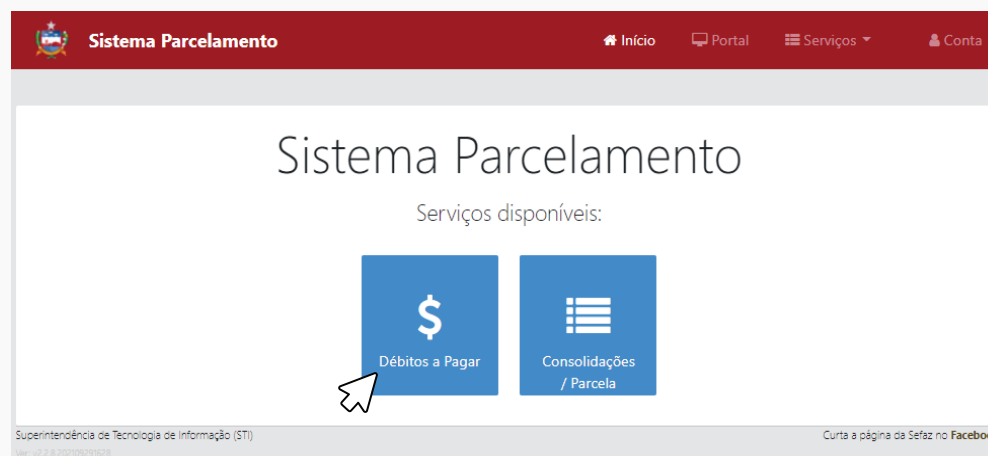 Sistema Parcelamento Início Portal Serviços Conta
Sistema Parcelamento
Serviços disponíveis:
Débitos a Pagar
Consolidações
/ Parcela
Superintendência de Tecnologia de Informação (STI) Curta a página da Sefaz no Facebo